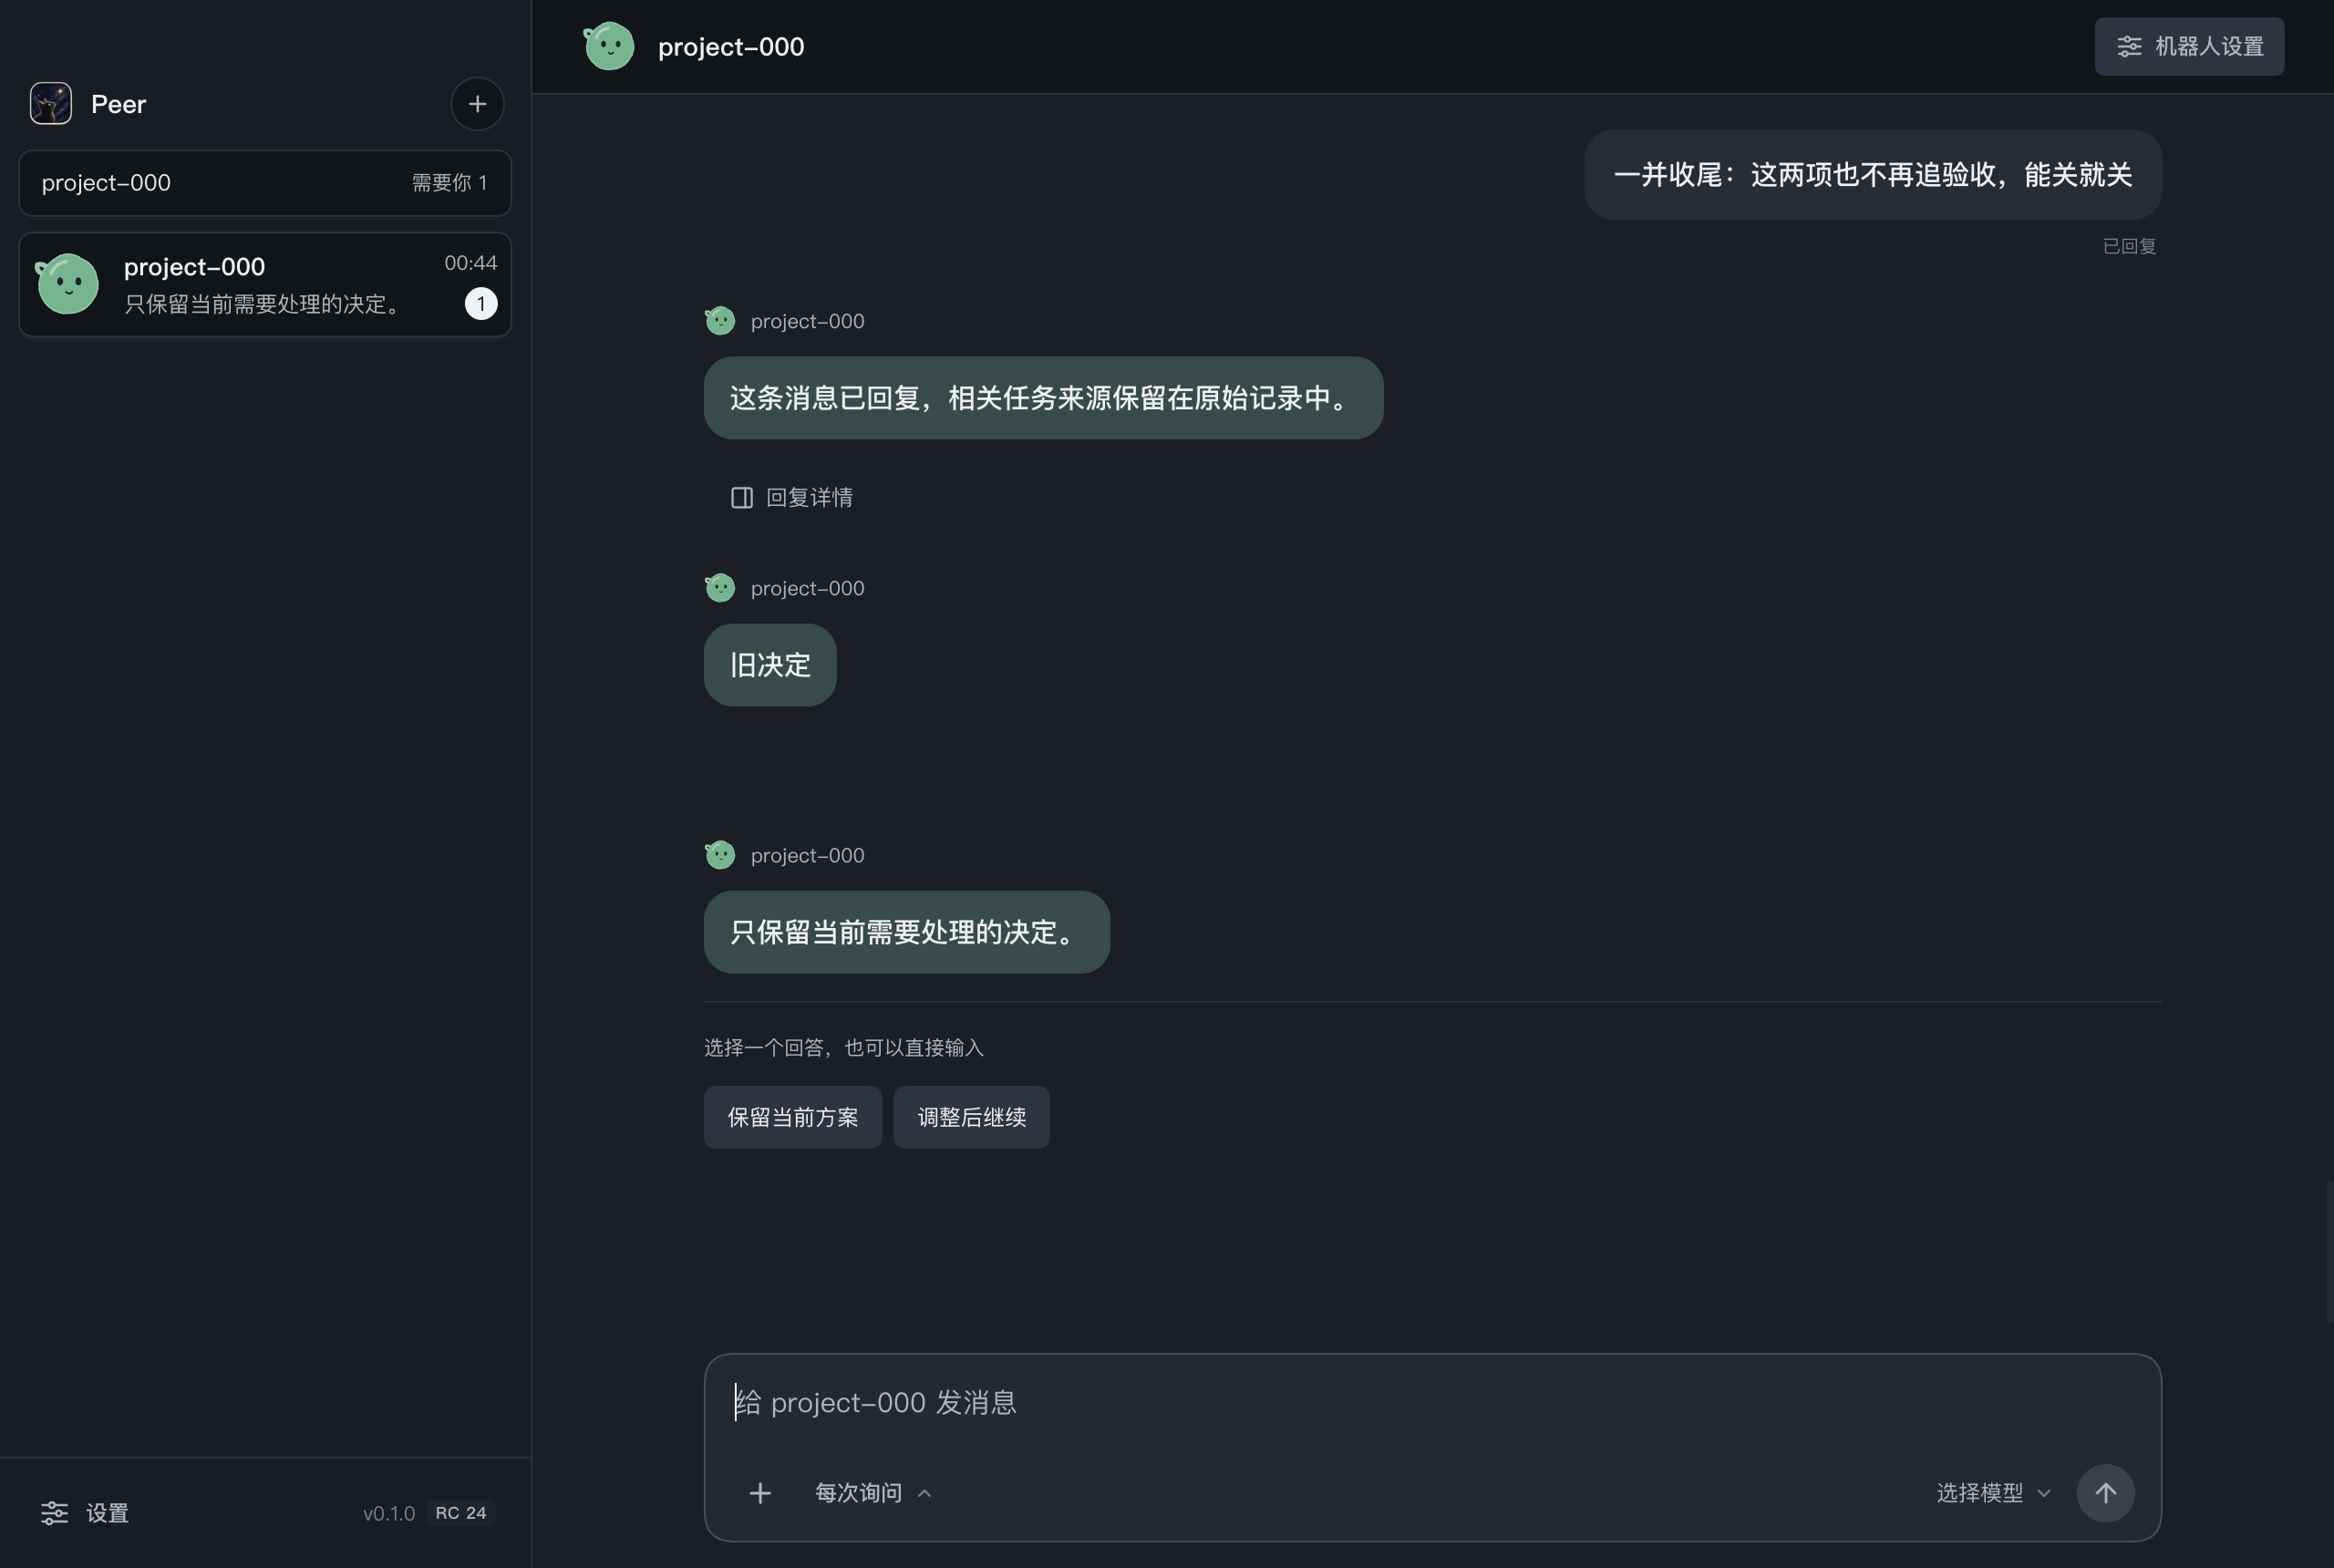 Peer
project-000 需要你 1
project-000 00:44
只保留当前需要处理的决定。 1
设置 v0.1.0 RC 24
project-000 机器人设置
一并收尾：这两项也不再追验收，能关就关
已回复
project-000
这条消息已回复，相关任务来源保留在原始记录中。
回复详情
project-000
旧决定
project-000
只保留当前需要处理的决定。
选择一个回答，也可以直接输入
保留当前方案 调整后继续
给 project-000 发消息
每次询问 选择模型